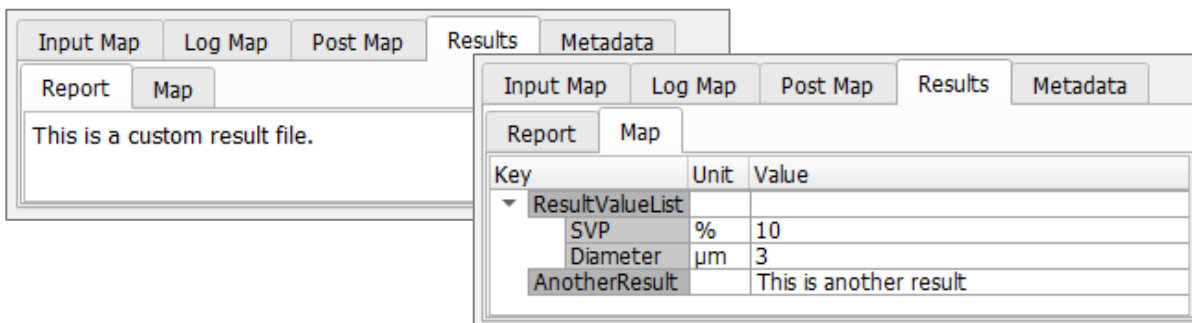 Input Map Log Map Post Map Results Metadata
Report Map
This is a custom result file.
Input Map Log Map Post Map Results Metadata
Report Map
Key Unit Value
ResultValueList
SVP % 10
Diameter µm 3
AnotherResult This is another result